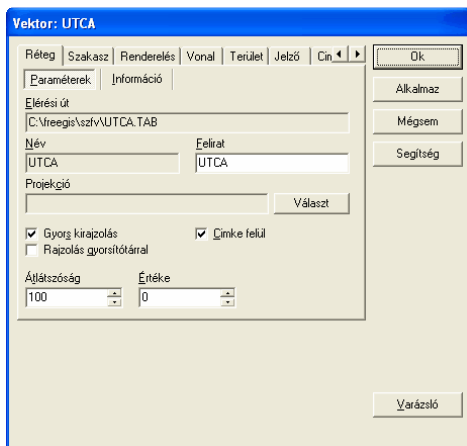 Vektor: UTCA
Réteg Szakasz Renderelés Vonal Terület Jelző Cin
Paraméterek Információ
Elérési út
C:\freegis\szfv\UTCA.TAB
Név Felirat
UTCA UTCA
Projekció
Választ
Gyors kirajzolás Cimke felül
Rajzolás gyorsítótárral
Átlátszóság Értéke
100 0
Ok
Alkalmaz
Mégsem
Segítség
Varázsló